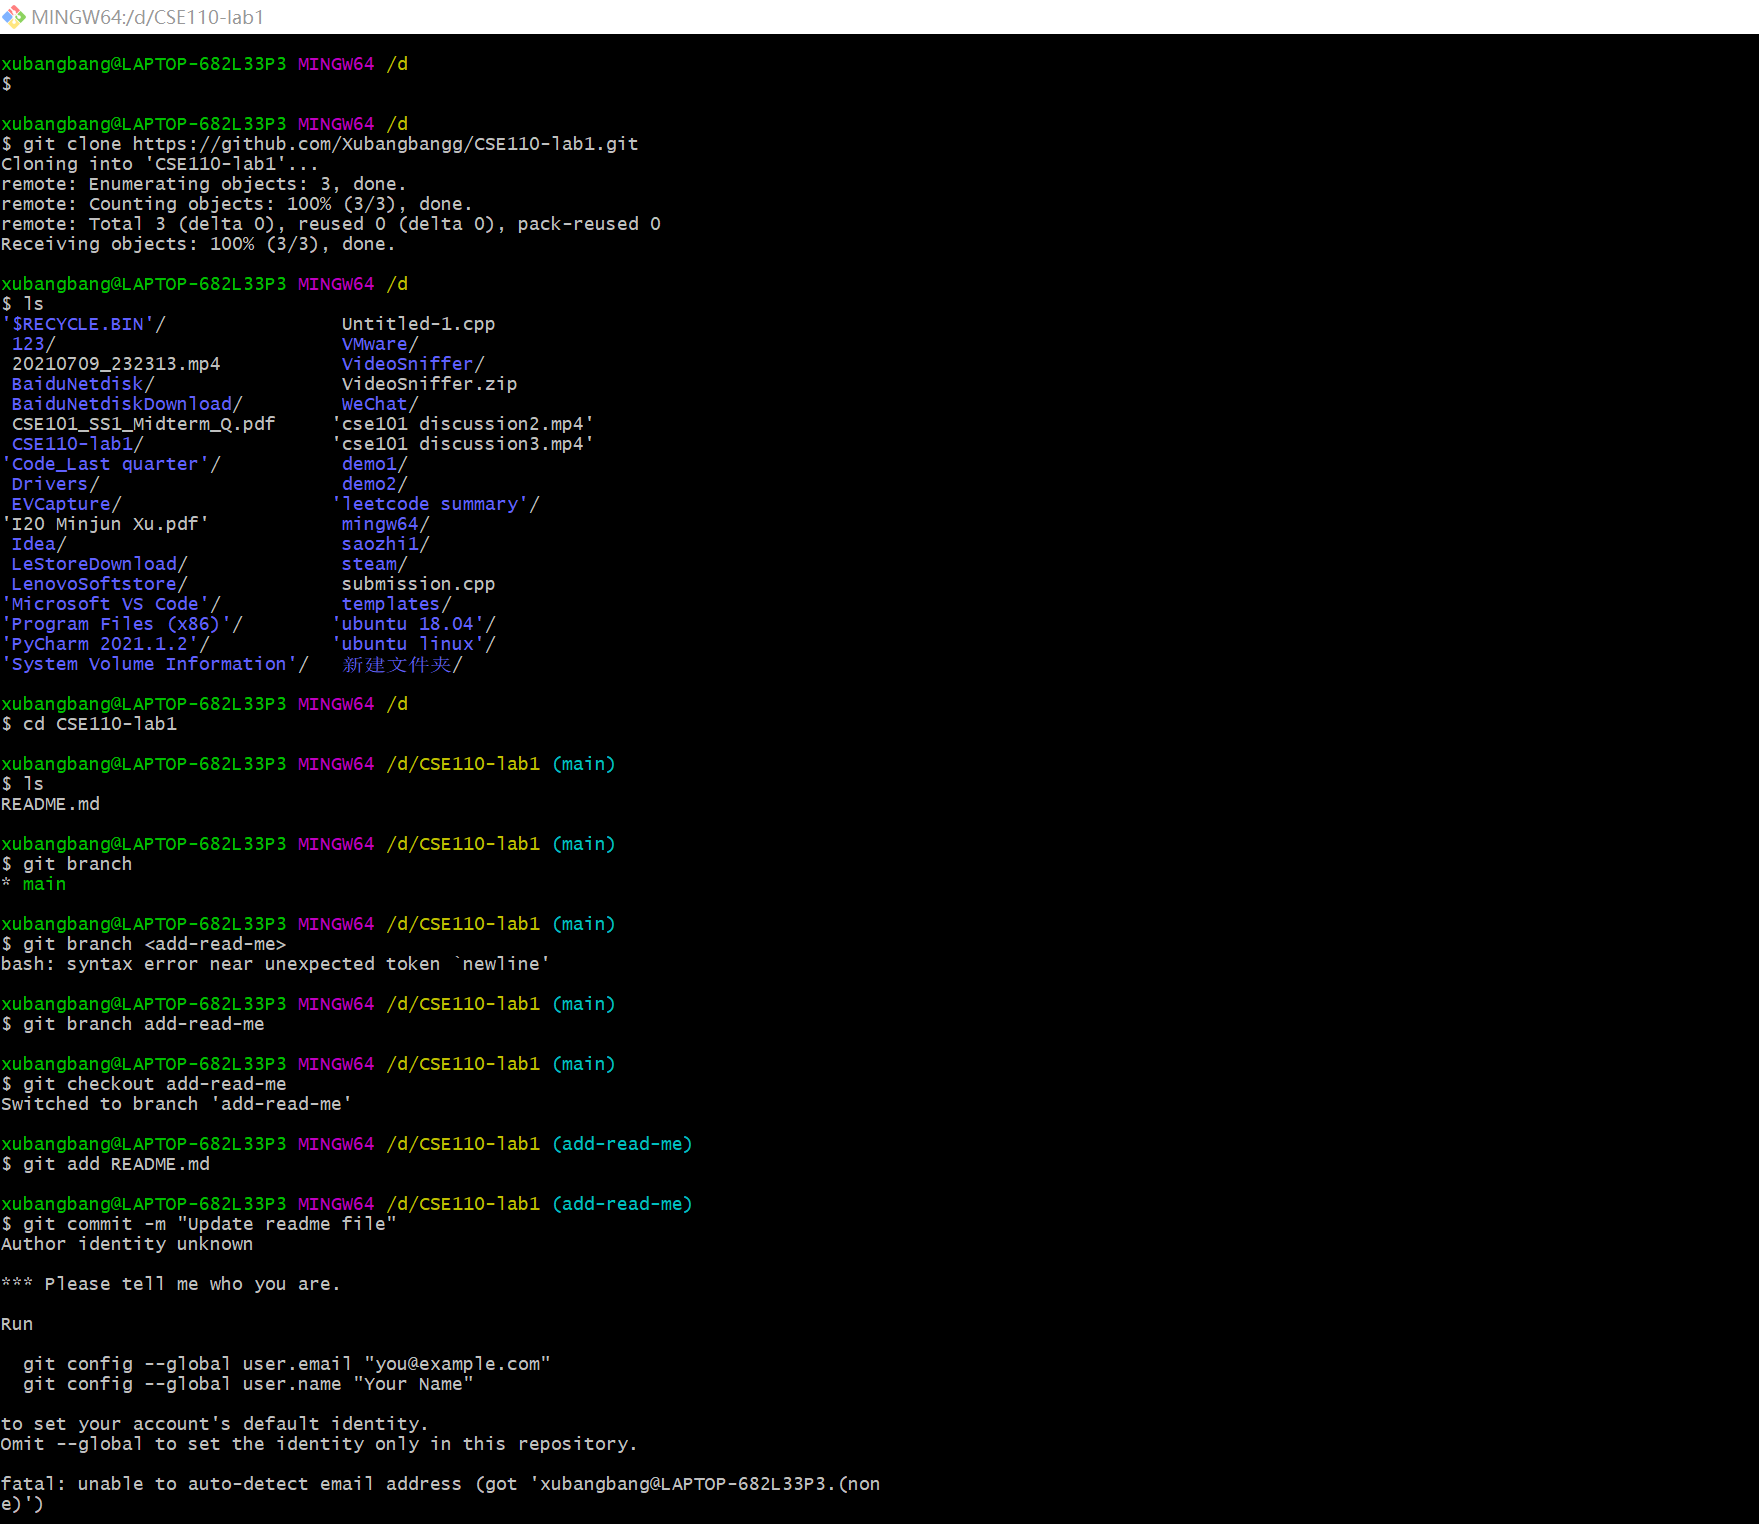 MINGW64:/d/CSE110-lab1
xubangbang@LAPTOP-682L33P3 MINGW64 /d
$
xubangbang@LAPTOP-682L33P3 MINGW64 /d
$ git clone https://github.com/Xubangbangg/CSE110-lab1.git
Cloning into 'CSE110-lab1'...
remote: Enumerating objects: 3, done.
remote: Counting objects: 100% (3/3), done.
remote: Total 3 (delta 0), reused 0 (delta 0), pack-reused 0
Receiving objects: 100% (3/3), done.
xubangbang@LAPTOP-682L33P3 MINGW64 /d
$ ls
'$RECYCLE.BIN'/                Untitled-1.cpp
 123/                          VMware/
 20210709_232313.mp4           VideoSniffer/
 BaiduNetdisk/                 VideoSniffer.zip
 BaiduNetdiskDownload/         WeChat/
 CSE101_SS1_Midterm_Q.pdf     'cse101 discussion2.mp4'
 CSE110-lab1/                 'cse101 discussion3.mp4'
'Code_Last quarter'/           demo1/
 Drivers/                      demo2/
 EVCapture/                   'leetcode summary'/
'I20 Minjun Xu.pdf'            mingw64/
 Idea/                         saozhi1/
 LeStoreDownload/              steam/
 LenovoSoftstore/              submission.cpp
'Microsoft VS Code'/           templates/
'Program Files (x86)'/        'ubuntu 18.04'/
'PyCharm 2021.1.2'/           'ubuntu linux'/
'System Volume Information'/   新建文件夹/
xubangbang@LAPTOP-682L33P3 MINGW64 /d
$ cd CSE110-lab1
xubangbang@LAPTOP-682L33P3 MINGW64 /d/CSE110-lab1 (main)
$ ls
README.md
xubangbang@LAPTOP-682L33P3 MINGW64 /d/CSE110-lab1 (main)
$ git branch
* main
xubangbang@LAPTOP-682L33P3 MINGW64 /d/CSE110-lab1 (main)
$ git branch <add-read-me>
bash: syntax error near unexpected token `newline'
xubangbang@LAPTOP-682L33P3 MINGW64 /d/CSE110-lab1 (main)
$ git branch add-read-me
xubangbang@LAPTOP-682L33P3 MINGW64 /d/CSE110-lab1 (main)
$ git checkout add-read-me
Switched to branch 'add-read-me'
xubangbang@LAPTOP-682L33P3 MINGW64 /d/CSE110-lab1 (add-read-me)
$ git add README.md
xubangbang@LAPTOP-682L33P3 MINGW64 /d/CSE110-lab1 (add-read-me)
$ git commit -m "Update readme file"
Author identity unknown
*** Please tell me who you are.
Run
  git config --global user.email "you@example.com"
  git config --global user.name "Your Name"
to set your account's default identity.
Omit --global to set the identity only in this repository.
fatal: unable to auto-detect email address (got 'xubangbang@LAPTOP-682L33P3.(non
e)')